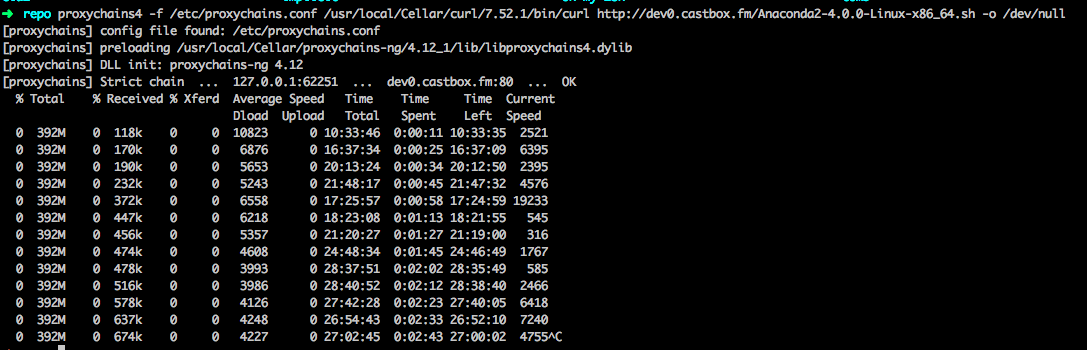 ➜ repo proxychains4 -f /etc/proxychains.conf /usr/local/Cellar/curl/7.52.1/bin/curl http://dev0.castbox.fm/Anaconda2-4.0.0-Linux-x86_64.sh -o /dev/null
[proxychains] config file found: /etc/proxychains.conf
[proxychains] preloading /usr/local/Cellar/proxychains-ng/4.12_1/lib/libproxychains4.dylib
[proxychains] DLL init: proxychains-ng 4.12
[proxychains] Strict chain ... 127.0.0.1:62251 ... dev0.castbox.fm:80 ... OK
% Total % Received % Xferd Average Speed Time Time Time Current
Dload Upload Total Spent Left Speed
0 392M 0 118k 0 0 10823 0 10:33:46 0:00:11 10:33:35 2521
0 392M 0 170k 0 0 6876 0 16:37:34 0:00:25 16:37:09 6395
0 392M 0 190k 0 0 5653 0 20:13:24 0:00:34 20:12:50 2395
0 392M 0 232k 0 0 5243 0 21:48:17 0:00:45 21:47:32 4576
0 392M 0 372k 0 0 6558 0 17:25:57 0:00:58 17:24:59 19233
0 392M 0 447k 0 0 6218 0 18:23:08 0:01:13 18:21:55 545
0 392M 0 456k 0 0 5357 0 21:20:27 0:01:27 21:19:00 316
0 392M 0 474k 0 0 4608 0 24:48:34 0:01:45 24:46:49 1767
0 392M 0 478k 0 0 3993 0 28:37:51 0:02:02 28:35:49 585
0 392M 0 516k 0 0 3986 0 28:40:52 0:02:12 28:38:40 2466
0 392M 0 578k 0 0 4126 0 27:42:28 0:02:23 27:40:05 6418
0 392M 0 637k 0 0 4248 0 26:54:43 0:02:33 26:52:10 7240
0 392M 0 674k 0 0 4227 0 27:02:45 0:02:43 27:00:02 4755^C